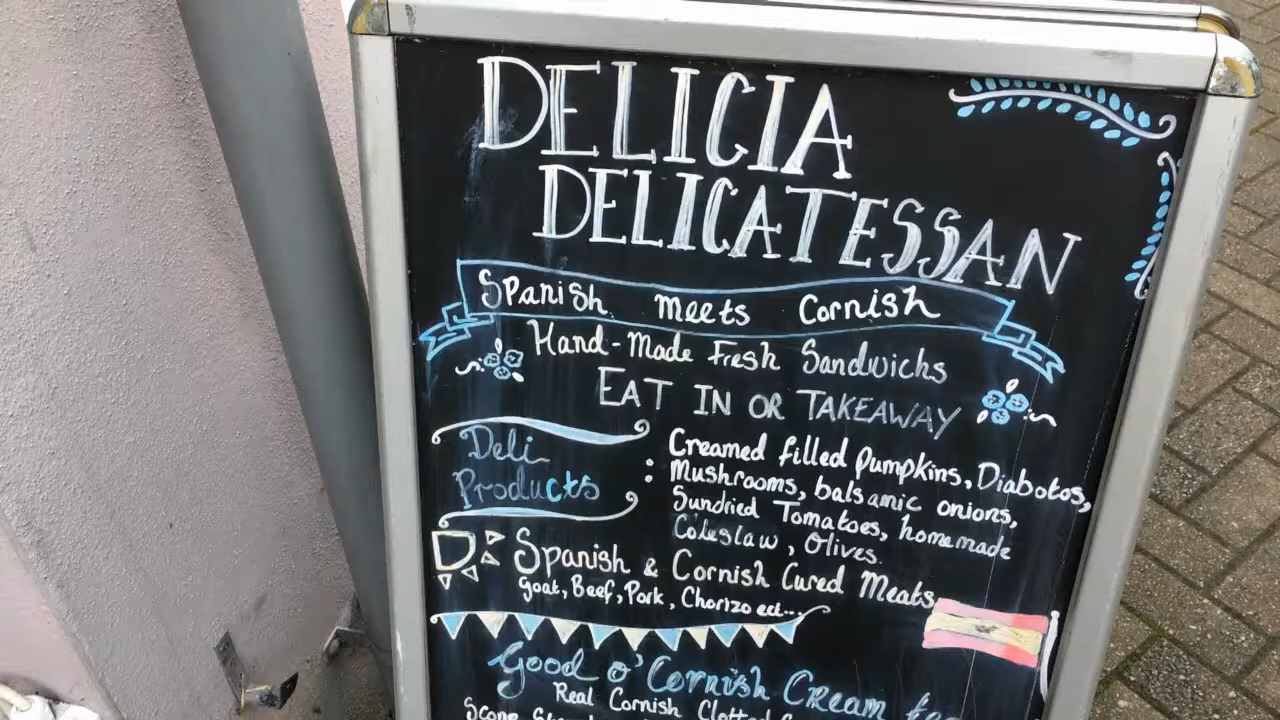 DELICIA
DELICATESSAN
Spanish meets Cornish
Hand-Made Fresh Sandwichs
EAT IN OR TAKEAWAY
Deli
Products :
Creamed filled Pumpkins, Diabotos,
Mushrooms, balsamic onions,
Sundried Tomatoes, homemade
Coleslaw, Olives.
Spanish & Cornish Cured Meats
Goat, Beef, Pork, Chorizo ect...
Good o' Cornish Cream
Real Cornish Clotted